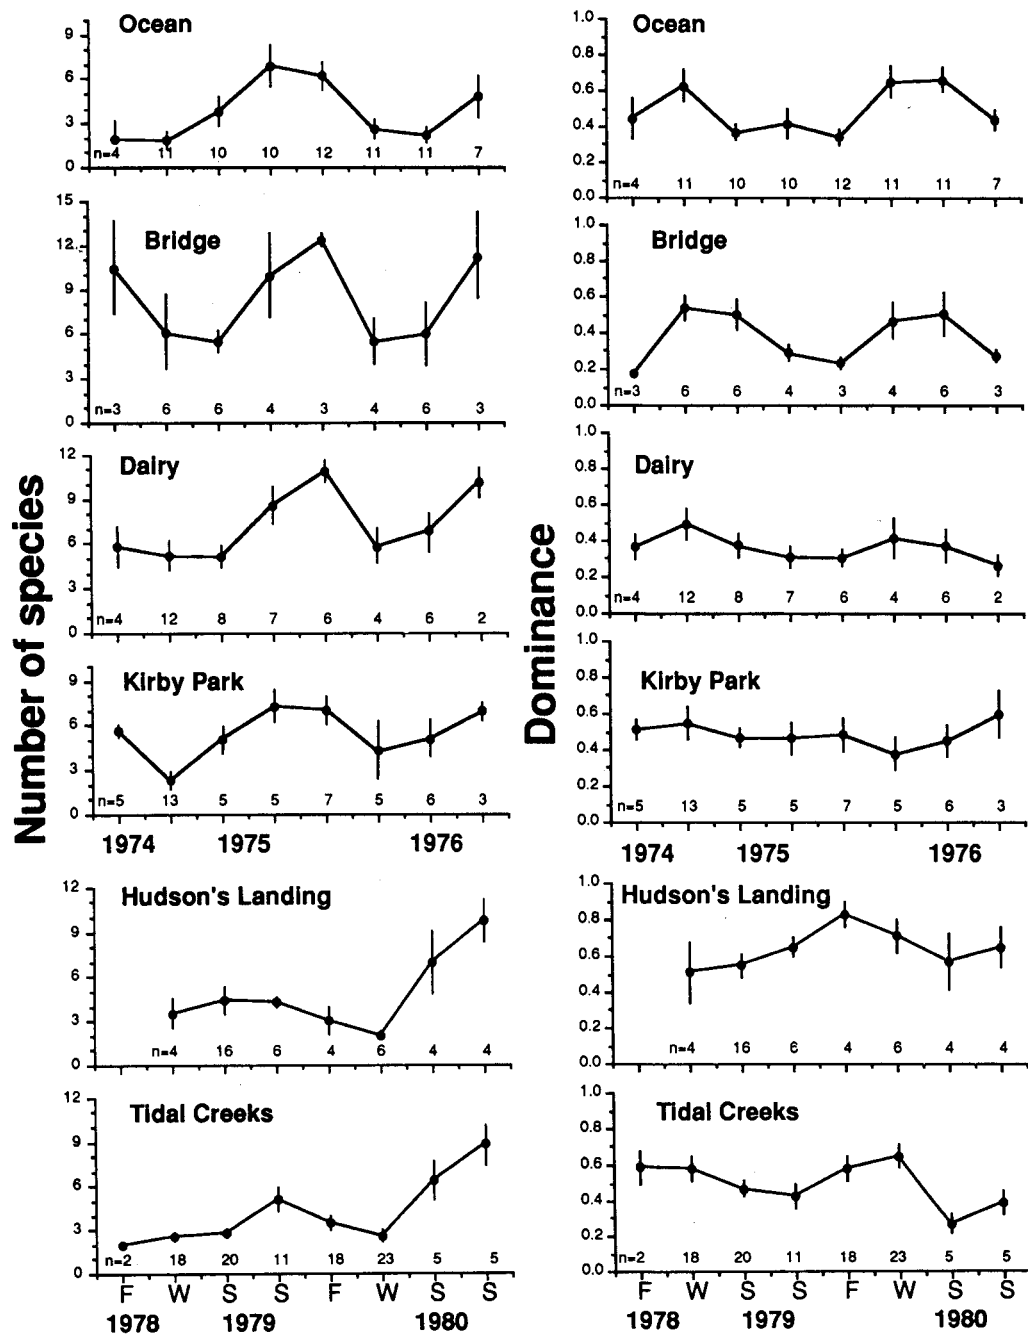 Number of species
Ocean
9
6
3
0
n=4 11 10 10 12 11 11 7
Bridge
15
12
9
6
3
0
n=3 6 6 4 3 4 6 3
Dairy
12
9
6
3
0
n=4 12 8 7 6 4 6 2
Kirby Park
9
6
3
0
n=5 13 5 5 7 5 6 3
1974 1975 1976
Hudson's Landing
12
9
6
3
0
n=4 16 6 4 6 4 4
Tidal Creeks
12
9
6
3
0
n=2 18 20 11 18 23 5 5
F W S S F W S S
1978 1979 1980
Dominance
Ocean
1.0
0.8
0.6
0.4
0.2
0.0
n=4 11 10 10 12 11 11 7
Bridge
1.0
0.8
0.6
0.4
0.2
0.0
n=3 6 6 4 3 4 6 3
Dairy
1.0
0.8
0.6
0.4
0.2
0.0
n=4 12 8 7 6 4 6 2
Kirby Park
1.0
0.8
0.6
0.4
0.2
0.0
n=5 13 5 5 7 5 6 3
1974 1975 1976
Hudson's Landing
1.0
0.8
0.6
0.4
0.2
0.0
n=4 16 6 4 6 4 4
Tidal Creeks
1.0
0.8
0.6
0.4
0.2
0.0
n=2 18 20 11 18 23 5 5
F W S S F W S S
1978 1979 1980